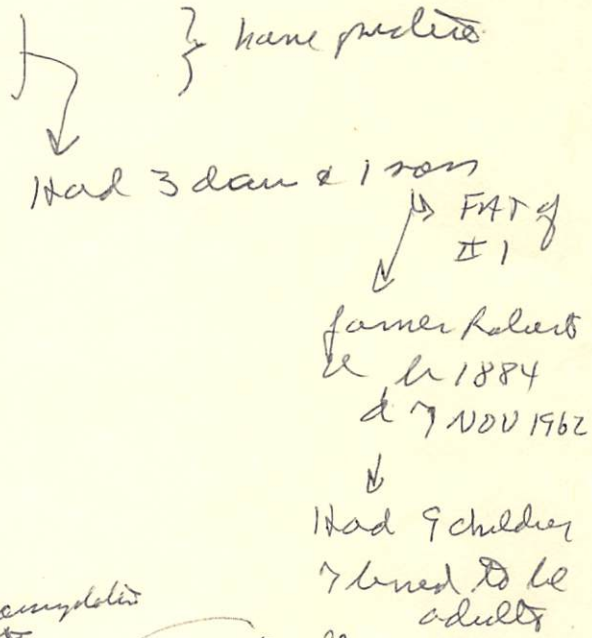 } have
Had 3 dau & 1 son
FAT of
II 1
James Robert
b 1884
d 7 NOV 1962
Had 9 children
7 lived to be
adults